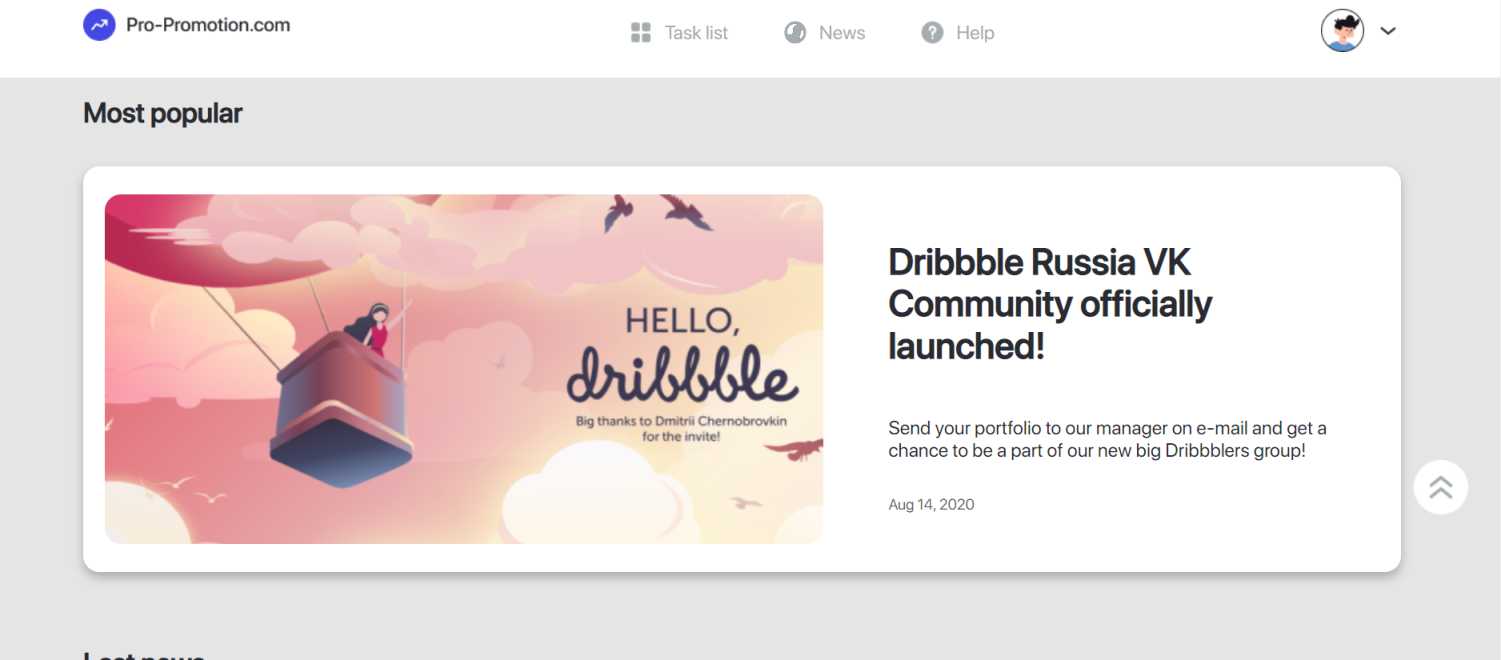 Pro-Promotion.com
Task list
News
Help
Most popular
HELLO,
dribbble
Big thanks to Dmitrii Chernobrovkin
for the invite!
Dribbble Russia VK
Community officially
launched!
Send your portfolio to our manager on e-mail and get a
chance to be a part of our new big Dribbblers group!
Aug 14, 2020
Last news